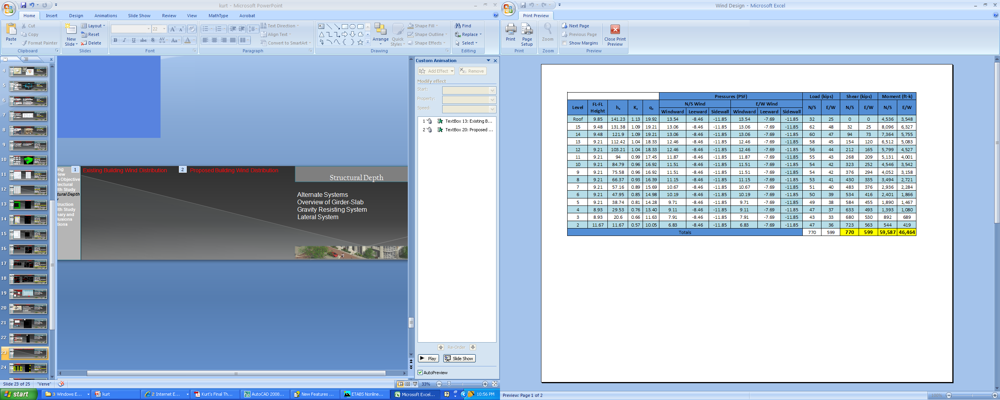 kurt - Microsoft PowerPoint
Home Insert Design Animations Slide Show Review View MathType Acrobat
Paste
Cut
Copy
Format Painter
Clipboard
New Slide
Layout
Reset
Delete
Slides
22
B I U abc S AV Aa A
Font
Text Direction
Align Text
Convert to SmartArt
Paragraph
Arrange
Quick Styles
Shape Fill
Shape Outline
Shape Effects
Drawing
Find
Replace
Select
Editing
4
5
6
7
8
9
10
11
12
13
14
15
16
17
18
19
20
21
22
23
24
1 Existing Building Wind Distribution 2 Proposed Building Wind Distribution
ing
iew
s Objective
tectural
lth Study
tural Depth
y
truction
lth Study
mary and
lusions
tions
Structural Depth
Alternate Systems
Overview of Girder-Slab
Gravity Resisting System
Lateral System
Custom Animation
Add Effect Remove
Modify effect
Start:
Property:
Speed:
1 TextBox 13: Existing B...
2 TextBox 20: Proposed ...
Re-Order
Play Slide Show
AutoPreview
Slide 23 of 25 "Verve" 33%
Wind Design - Microsoft Excel
Print Preview
Print
Page Setup
Print
Zoom
Zoom
Next Page
Previous Page
Show Margins
Close Print Preview
Preview
Pressures (PSF) Load (kips) Shear (kips) Moment (ft-k)
Level FL-FL Height hx Kz qz N/S Wind E/W Wind N/S E/W N/S E/W N/S E/W
Windward Leeward Sidewall Windward Leeward Sidewall
Roof 9.85 141.23 1.13 19.92 13.54 -8.46 -11.85 13.54 -7.69 -11.85 32 25 0 0 4,536 3,548
15 9.48 131.38 1.09 19.21 13.06 -8.46 -11.85 13.06 -7.69 -11.85 62 48 32 25 8,096 6,327
14 9.48 121.9 1.09 19.21 13.06 -8.46 -11.85 13.06 -7.69 -11.85 60 47 94 73 7,364 5,755
13 9.21 112.42 1.04 18.33 12.46 -8.46 -11.85 12.46 -7.69 -11.85 58 45 154 120 6,512 5,083
12 9.21 103.21 1.04 18.33 12.46 -8.46 -11.85 12.46 -7.69 -11.85 56 44 212 165 5,799 4,527
11 9.21 94 0.99 17.45 11.87 -8.46 -11.85 11.87 -7.69 -11.85 55 43 268 209 5,131 4,001
10 9.21 84.79 0.96 16.92 11.51 -8.46 -11.85 11.51 -7.69 -11.85 54 42 323 252 4,546 3,542
9 9.21 75.58 0.96 16.92 11.51 -8.46 -11.85 11.51 -7.69 -11.85 54 42 376 294 4,052 3,158
8 9.21 66.37 0.93 16.39 11.15 -8.46 -11.85 11.15 -7.69 -11.85 53 41 430 335 3,494 2,721
7 9.21 57.16 0.89 15.69 10.67 -8.46 -11.85 10.67 -7.69 -11.85 51 40 483 376 2,936 2,284
6 9.21 47.95 0.85 14.98 10.19 -8.46 -11.85 10.19 -7.69 -11.85 50 39 534 416 2,401 1,866
5 9.21 38.74 0.81 14.28 9.71 -8.46 -11.85 9.71 -7.69 -11.85 49 38 584 455 1,890 1,467
4 8.93 29.53 0.76 13.40 9.11 -8.46 -11.85 9.11 -7.69 -11.85 47 37 633 493 1,393 1,080
3 8.93 20.6 0.66 11.63 7.91 -8.46 -11.85 7.91 -7.69 -11.85 43 33 680 530 892 689
2 11.67 11.67 0.57 10.05 6.83 -8.46 -11.85 6.83 -7.69 -11.85 47 36 723 563 544 419
Totals 770 599 770 599 59,587 46,464
Preview: Page 1 of 2 100%
start 3 Windows E... kurt 2 Internet E... Kurt's Final Th... AutoCAD 2008... New Features ... ETABS Nonline... Microsoft Excel... 10:56 PM